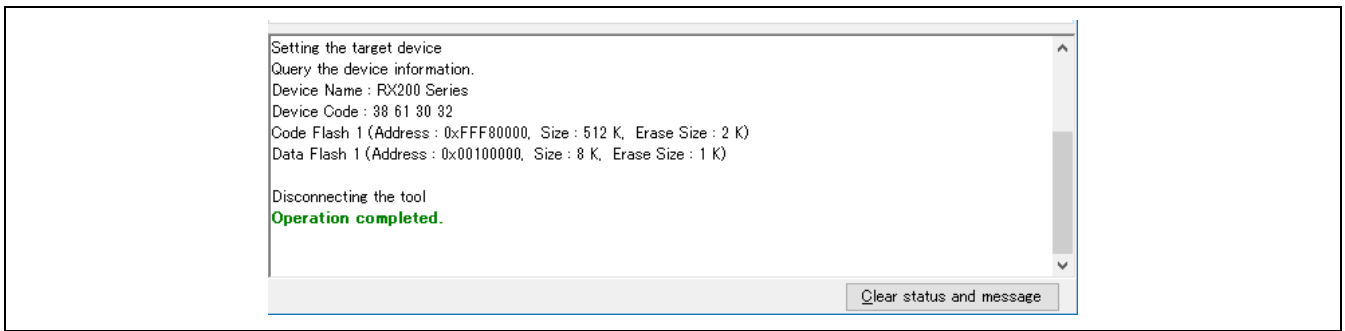 Setting the target device
Query the device information.
Device Name : RX200 Series
Device Code : 38 61 30 32
Code Flash 1 (Address : 0xFFF80000,  Size : 512 K,  Erase Size : 2 K)
Data Flash 1 (Address : 0x00100000,  Size : 8 K,  Erase Size : 1 K)
Disconnecting the tool
Operation completed.
Clear status and message